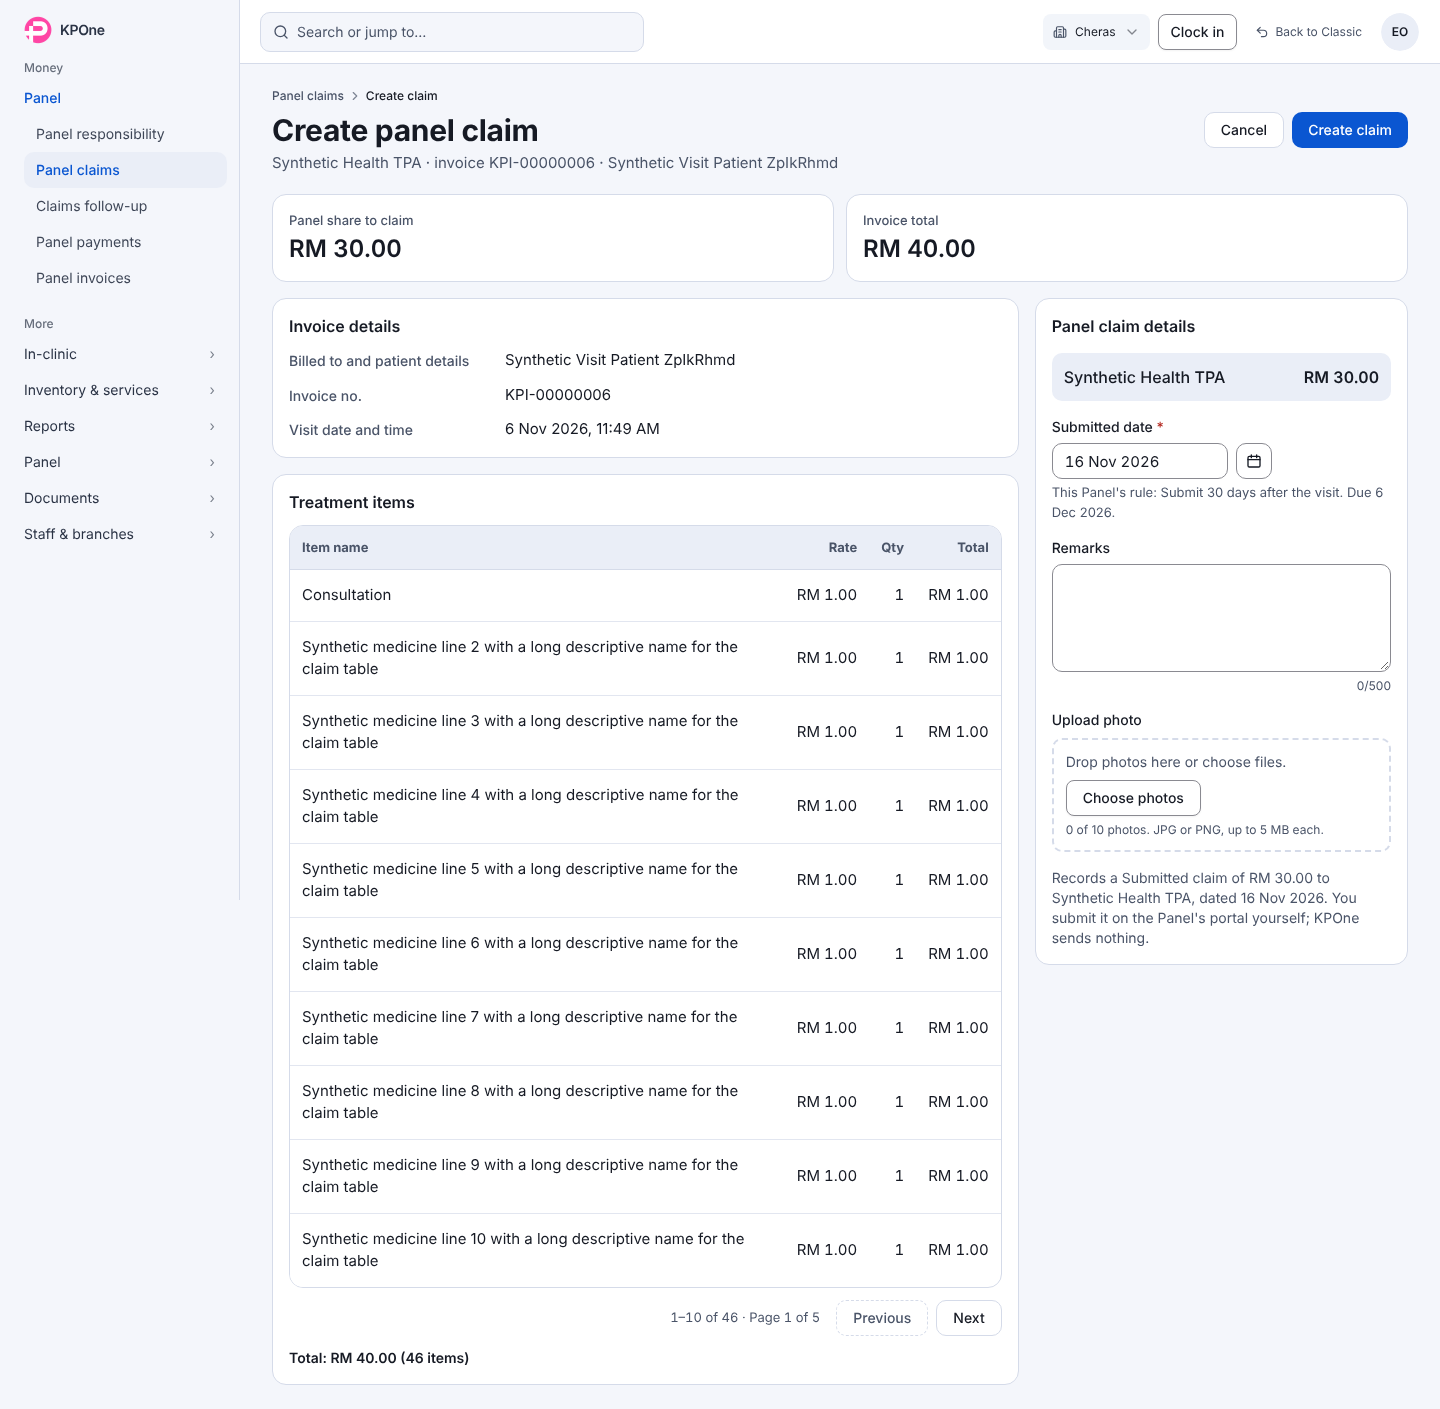 KPOne
Search or jump to...
Cheras
Clock in
Back to Classic
EO
Money
Panel
Panel responsibility
Panel claims
Claims follow-up
Panel payments
Panel invoices
More
In-clinic
Inventory & services
Reports
Panel
Documents
Staff & branches
Panel claims > Create claim
Create panel claim
Synthetic Health TPA · invoice KPI-00000006 · Synthetic Visit Patient ZpIkRhmd
Cancel
Create claim
Panel share to claim
RM 30.00
Invoice total
RM 40.00
Invoice details
Billed to and patient details Synthetic Visit Patient ZpIkRhmd
Invoice no. KPI-00000006
Visit date and time 6 Nov 2026, 11:49 AM
Treatment items
Item name Rate Qty Total
Consultation RM 1.00 1 RM 1.00
Synthetic medicine line 2 with a long descriptive name for the
claim table RM 1.00 1 RM 1.00
Synthetic medicine line 3 with a long descriptive name for the
claim table RM 1.00 1 RM 1.00
Synthetic medicine line 4 with a long descriptive name for the
claim table RM 1.00 1 RM 1.00
Synthetic medicine line 5 with a long descriptive name for the
claim table RM 1.00 1 RM 1.00
Synthetic medicine line 6 with a long descriptive name for the
claim table RM 1.00 1 RM 1.00
Synthetic medicine line 7 with a long descriptive name for the
claim table RM 1.00 1 RM 1.00
Synthetic medicine line 8 with a long descriptive name for the
claim table RM 1.00 1 RM 1.00
Synthetic medicine line 9 with a long descriptive name for the
claim table RM 1.00 1 RM 1.00
Synthetic medicine line 10 with a long descriptive name for the
claim table RM 1.00 1 RM 1.00
1–10 of 46 · Page 1 of 5
Previous
Next
Total: RM 40.00 (46 items)
Panel claim details
Synthetic Health TPA RM 30.00
Submitted date *
16 Nov 2026
This Panel's rule: Submit 30 days after the visit. Due 6
Dec 2026.
Remarks
0/500
Upload photo
Drop photos here or choose files.
Choose photos
0 of 10 photos. JPG or PNG, up to 5 MB each.
Records a Submitted claim of RM 30.00 to
Synthetic Health TPA, dated 16 Nov 2026. You
submit it on the Panel's portal yourself; KPOne
sends nothing.